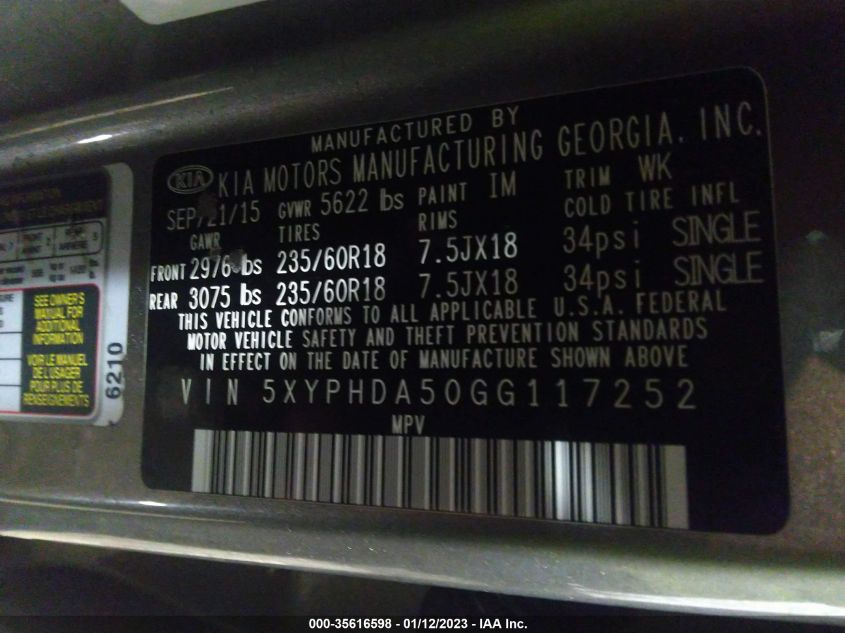 MANUFACTURED BY
KIA KIA MOTORS MANUFACTURING GEORGIA, INC.
SEP/21/15 GVWR 5622 lbs PAINT IM TRIM WK
GAWR TIRES RIMS COLD TIRE INFL
FRONT 2976 lbs 235/60R18 7.5JX18 34psi SINGLE
REAR 3075 lbs 235/60R18 7.5JX18 34psi SINGLE
THIS VEHICLE CONFORMS TO ALL APPLICABLE U.S.A. FEDERAL
MOTOR VEHICLE SAFETY AND THEFT PREVENTION STANDARDS
IN EFFECT ON THE DATE OF MANUFACTURE SHOWN ABOVE
VIN 5XYPHDA50GG117252
MPV
SEE OWNER'S
MANUAL FOR
ADDITIONAL
INFORMATION
VOIR LE MANUEL
DE L'USAGER
POUR PLUS DE
RENSEIGNEMENTS
6210
000-35616598 - 01/12/2023 - IAA Inc.